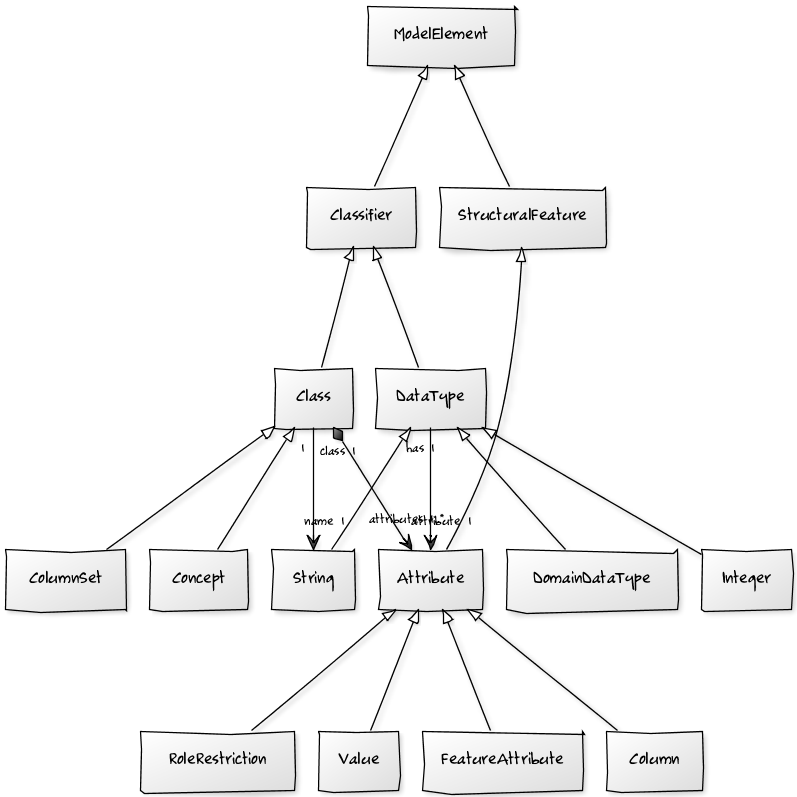 ModelElement
Classifier
StructuralFeature
Class
DataType
1
class 1
has 1
name 1
attributes
attribute 1
ColumnSet
Concept
String
Attribute
DomainDataType
Integer
RoleRestriction
Value
FeatureAttribute
Column